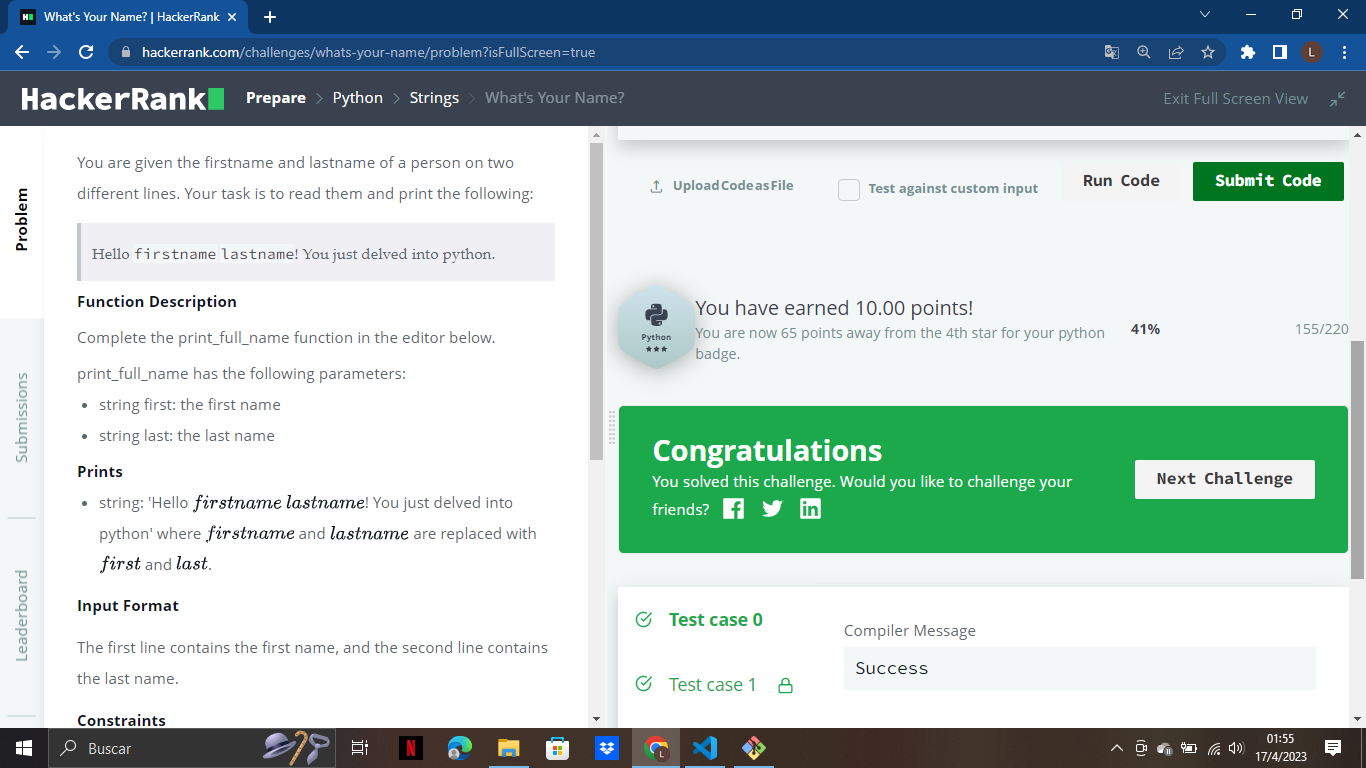 What's Your Name? | HackerRank
hackerrank.com/challenges/whats-your-name/problem?isFullScreen=true
L
HackerRank
Prepare > Python > Strings > What's Your Name?
Exit Full Screen View
Problem
Submissions
Leaderboard
You are given the firstname and lastname of a person on two
different lines. Your task is to read them and print the following:
Hello firstname lastname! You just delved into python.
Function Description
Complete the print_full_name function in the editor below.
print_full_name has the following parameters:
• string first: the first name
• string last: the last name
Prints
• string: 'Hello firstname lastname! You just delved into
python' where firstname and lastname are replaced with
first and last.
Input Format
The first line contains the first name, and the second line contains
the last name.
Constraints
Upload Code as File
Test against custom input
Run Code
Submit Code
Python
You have earned 10.00 points!
You are now 65 points away from the 4th star for your python
badge.
41%
155/220
Congratulations
You solved this challenge. Would you like to challenge your
friends?
Next Challenge
Test case 0
Test case 1
Compiler Message
Success
Buscar
01:55
17/4/2023